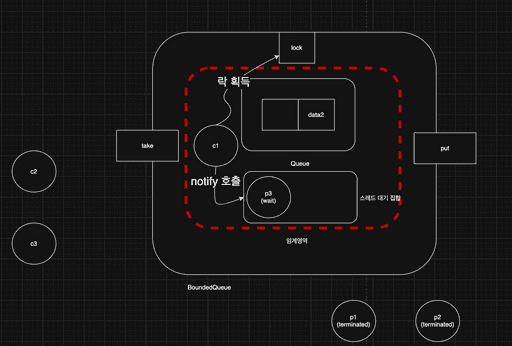 lock
락 획득
data2
take
c1
put
Queue
c2
notify 호출
p3
(wait)
스레드 대기 집합
c3
임계영역
BoundedQueue
p1
(terminated)
p2
(terminated)